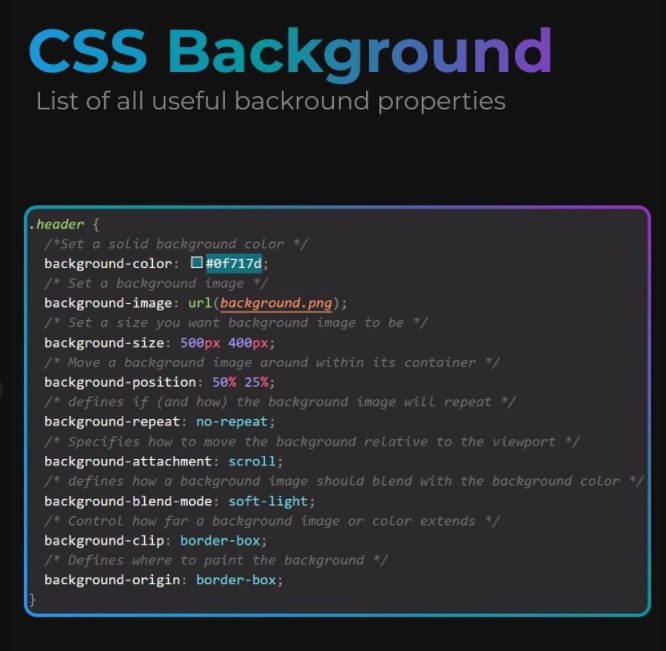 CSS Background
List of all useful backround properties
.header {
/*Set a solid background color */
background-color: #0f717d;
/* Set a background image */
background-image: url(background.png);
/* Set a size you want background image to be */
background-size: 500px 400px;
/* Move a background image around within its container */
background-position: 50% 25%;
/* defines if (and how) the background image will repeat */
background-repeat: no-repeat;
/* Specifies how to move the background relative to the viewport */
background-attachment: scroll;
/* defines how a background image should blend with the background color */
background-blend-mode: soft-light;
/* Control how far a background image or color extends */
background-clip: border-box;
/* Defines where to paint the background */
background-origin: border-box;
}